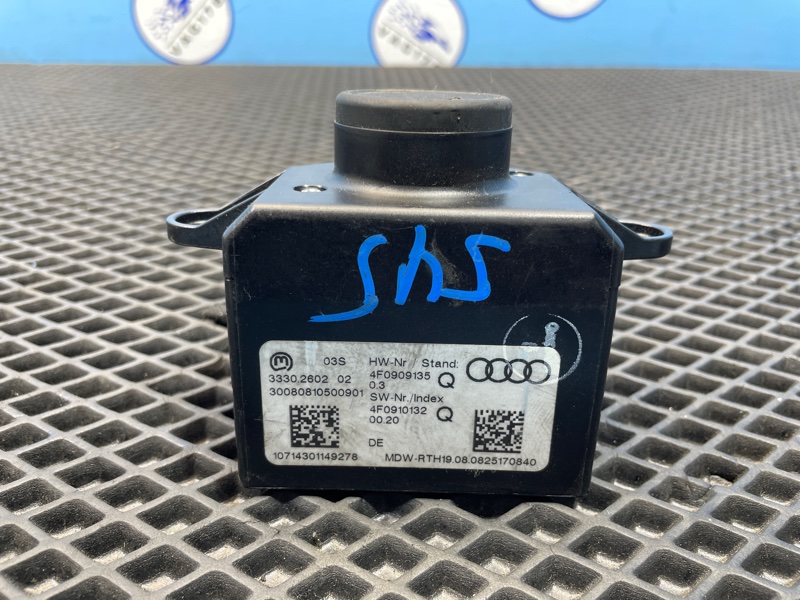 545
03S
3330,2602 02
30080810500901
HW-Nr / Stand:
4F0909135 Q
0.3
SW-Nr./Index
4F0910132 Q
00.20
DE
10714301149278
MDW-RTH19.08.0825170840